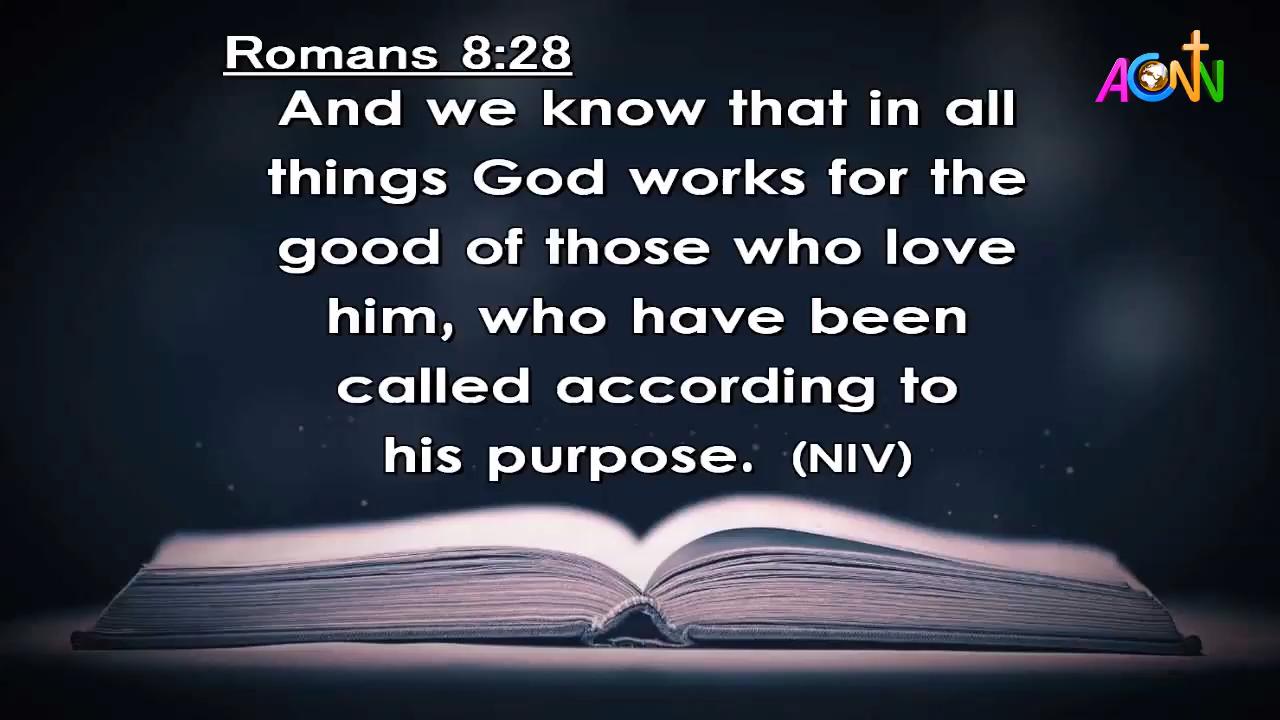 Romans 8:28
ACNN
And we know that in all
things God works for the
good of those who love
him, who have been
called according to
his purpose. (NIV)